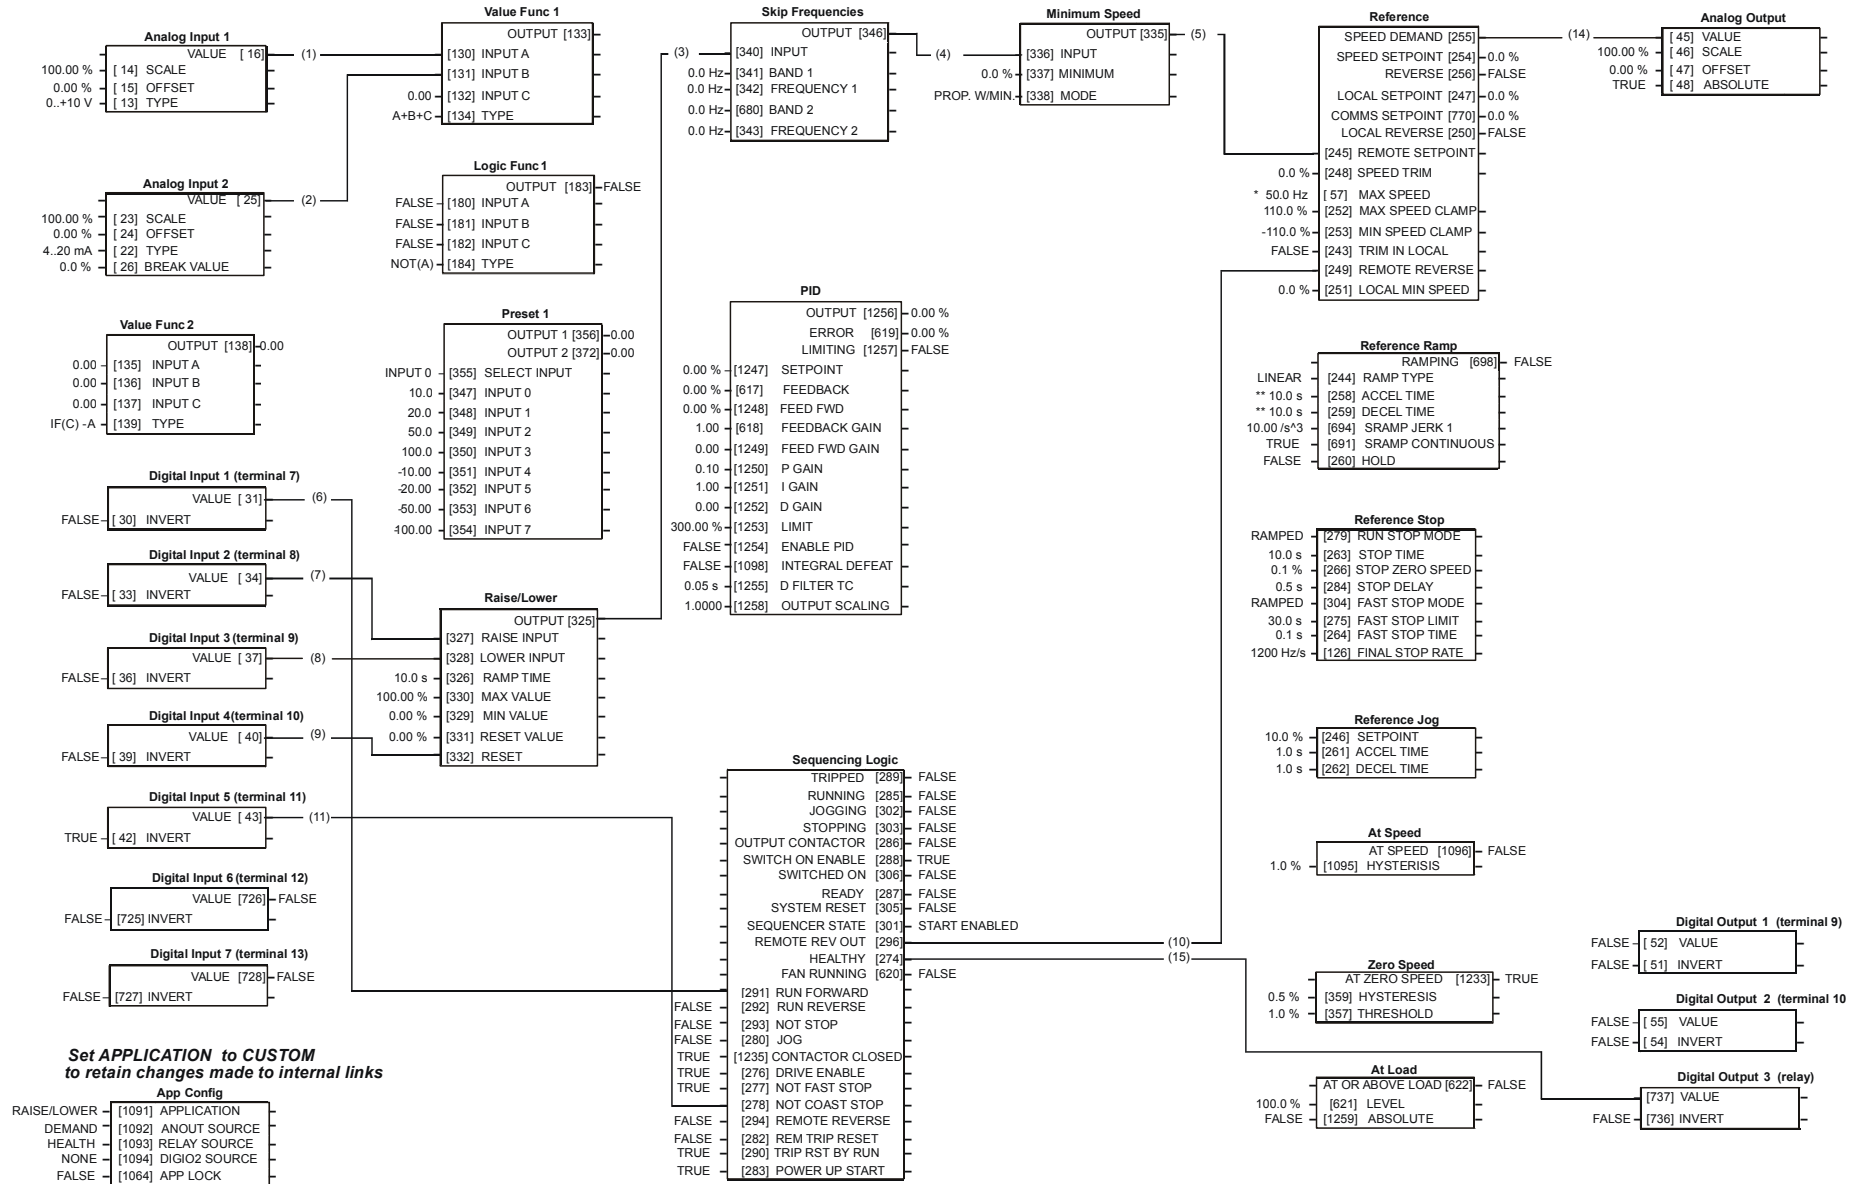 Analog Input 1
VALUE [ 16] (1)
100.00 % [ 14] SCALE
0.00 % [ 15] OFFSET
0..+10 V [ 13] TYPE
Analog Input 2
VALUE [ 25] (2)
100.00 % [ 23] SCALE
0.00 % [ 24] OFFSET
4..20 mA [ 22] TYPE
0.0 % [ 26] BREAK VALUE
Value Func 2
OUTPUT [138] 0.00
0.00 [135] INPUT A
0.00 [136] INPUT B
0.00 [137] INPUT C
IF(C) -A [139] TYPE
Digital Input 1 (terminal 7)
VALUE [ 31] (6)
FALSE [ 30] INVERT
Digital Input 2 (terminal 8)
VALUE [ 34] (7)
FALSE [ 33] INVERT
Digital Input 3 (terminal 9)
VALUE [ 37] (8)
FALSE [ 36] INVERT
Digital Input 4(terminal 10)
VALUE [ 40] (9)
FALSE [ 39] INVERT
Digital Input 5 (terminal 11)
VALUE [ 43] (11)
TRUE [ 42] INVERT
Digital Input 6 (terminal 12)
VALUE [726] FALSE
FALSE [725] INVERT
Digital Input 7 (terminal 13)
VALUE [728] FALSE
FALSE [727] INVERT
Set APPLICATION to CUSTOM
to retain changes made to internal links
App Config
RAISE/LOWER [1091] APPLICATION
DEMAND [1092] ANOUT SOURCE
HEALTH [1093] RELAY SOURCE
NONE [1094] DIGIO2 SOURCE
FALSE [1064] APP LOCK
Value Func 1
OUTPUT [133]
[130] INPUT A
[131] INPUT B
0.00 [132] INPUT C
A+B+C [134] TYPE
Logic Func 1
OUTPUT [183] FALSE
FALSE [180] INPUT A
FALSE [181] INPUT B
FALSE [182] INPUT C
NOT(A) [184] TYPE
Preset 1
OUTPUT 1 [356] 0.00
OUTPUT 2 [372] 0.00
INPUT 0 [355] SELECT INPUT
10.0 [347] INPUT 0
20.0 [348] INPUT 1
50.0 [349] INPUT 2
100.0 [350] INPUT 3
-10.00 [351] INPUT 4
-20.00 [352] INPUT 5
-50.00 [353] INPUT 6
-100.00 [354] INPUT 7
Raise/Lower
OUTPUT [325]
[327] RAISE INPUT
[328] LOWER INPUT
10.0 s [326] RAMP TIME
100.00 % [330] MAX VALUE
0.00 % [329] MIN VALUE
0.00 % [331] RESET VALUE
[332] RESET
Skip Frequencies
OUTPUT [346] (4)
(3) [340] INPUT
0.0 Hz [341] BAND 1
0.0 Hz [342] FREQUENCY 1
0.0 Hz [680] BAND 2
0.0 Hz [343] FREQUENCY 2
PID
OUTPUT [1256] 0.00 %
ERROR [619] 0.00 %
LIMITING [1257] FALSE
0.00 % [1247] SETPOINT
0.00 % [617] FEEDBACK
0.00 % [1248] FEED FWD
1.00 [618] FEEDBACK GAIN
0.00 [1249] FEED FWD GAIN
0.10 [1250] P GAIN
1.00 [1251] I GAIN
0.00 [1252] D GAIN
300.00 % [1253] LIMIT
FALSE [1254] ENABLE PID
FALSE [1098] INTEGRAL DEFEAT
0.05 s [1255] D FILTER TC
1.0000 [1258] OUTPUT SCALING
Sequencing Logic
TRIPPED [289] FALSE
RUNNING [285] FALSE
JOGGING [302] FALSE
STOPPING [303] FALSE
OUTPUT CONTACTOR [286] FALSE
SWITCH ON ENABLE [288] TRUE
SWITCHED ON [306] FALSE
READY [287] FALSE
SYSTEM RESET [305] FALSE
SEQUENCER STATE [301] START ENABLED
REMOTE REV OUT [296] (10)
HEALTHY [274] (15)
FAN RUNNING [620] FALSE
[291] RUN FORWARD
FALSE [292] RUN REVERSE
FALSE [293] NOT STOP
FALSE [280] JOG
TRUE [1235] CONTACTOR CLOSED
TRUE [276] DRIVE ENABLE
TRUE [277] NOT FAST STOP
[278] NOT COAST STOP
FALSE [294] REMOTE REVERSE
FALSE [282] REM TRIP RESET
TRUE [290] TRIP RST BY RUN
TRUE [283] POWER UP START
Minimum Speed
OUTPUT [335] (5)
[336] INPUT
0.0 % [337] MINIMUM
PROP. W/MIN. [338] MODE
Reference
SPEED DEMAND [255] (14)
SPEED SETPOINT [254] 0.0 %
REVERSE [256] FALSE
LOCAL SETPOINT [247] 0.0 %
COMMS SETPOINT [770] 0.0 %
LOCAL REVERSE [250] FALSE
[245] REMOTE SETPOINT
0.0 % [248] SPEED TRIM
* 50.0 Hz [ 57] MAX SPEED
110.0 % [252] MAX SPEED CLAMP
-110.0 % [253] MIN SPEED CLAMP
FALSE [243] TRIM IN LOCAL
[249] REMOTE REVERSE
0.0 % [251] LOCAL MIN SPEED
Reference Ramp
RAMPING [698] FALSE
LINEAR [244] RAMP TYPE
** 10.0 s [258] ACCEL TIME
** 10.0 s [259] DECEL TIME
10.00 /s^3 [694] SRAMP JERK 1
TRUE [691] SRAMP CONTINUOUS
FALSE [260] HOLD
Reference Stop
RAMPED [279] RUN STOP MODE
10.0 s [263] STOP TIME
0.1 % [266] STOP ZERO SPEED
0.5 s [284] STOP DELAY
RAMPED [304] FAST STOP MODE
30.0 s [275] FAST STOP LIMIT
0.1 s [264] FAST STOP TIME
1200 Hz/s [126] FINAL STOP RATE
Reference Jog
10.0 % [246] SETPOINT
1.0 s [261] ACCEL TIME
1.0 s [262] DECEL TIME
At Speed
AT SPEED [1096] FALSE
1.0 % [1095] HYSTERISIS
Zero Speed
AT ZERO SPEED [1233] TRUE
0.5 % [359] HYSTERESIS
1.0 % [357] THRESHOLD
At Load
AT OR ABOVE LOAD [622] FALSE
100.0 % [621] LEVEL
FALSE [1259] ABSOLUTE
Analog Output
[ 45] VALUE
100.00 % [ 46] SCALE
0.00 % [ 47] OFFSET
TRUE [ 48] ABSOLUTE
Digital Output 1 (terminal 9)
FALSE [ 52] VALUE
FALSE [ 51] INVERT
Digital Output 2 (terminal 10
FALSE [ 55] VALUE
FALSE [ 54] INVERT
Digital Output 3 (relay)
[737] VALUE
FALSE [736] INVERT